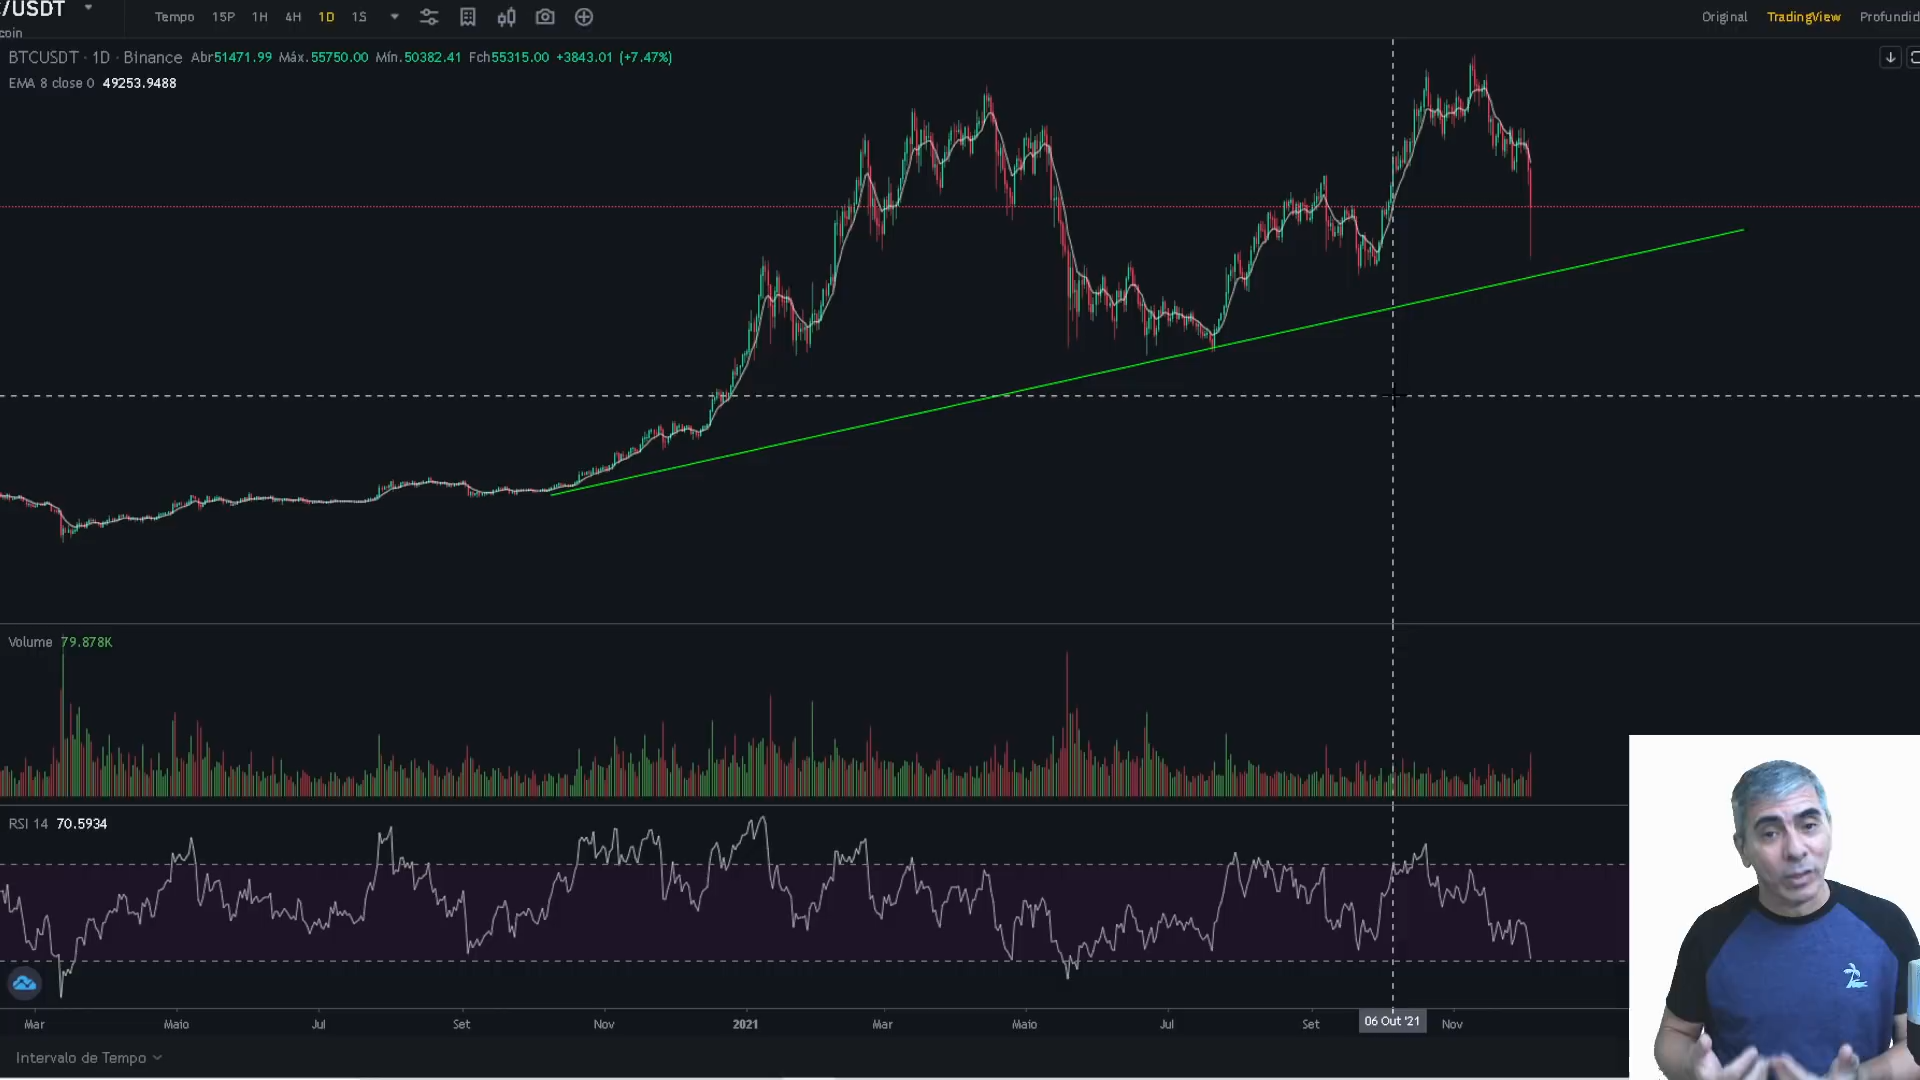 /USDT
coin
Tempo 15P 1H 4H 1D 1S
Original TradingView Profundid
BTCUSDT · 1D · Binance Abr51471.99 Máx.55750.00 Mín.50382.41 Fch55315.00 +3843.01 (+7.47%)
EMA 8 close 0 49253.9488
Volume 79.878K
RSI 14 70.5934
Mar Maio Jul Set Nov 2021 Mar Maio Jul Set 06 Out '21 Nov
Intervalo de Tempo